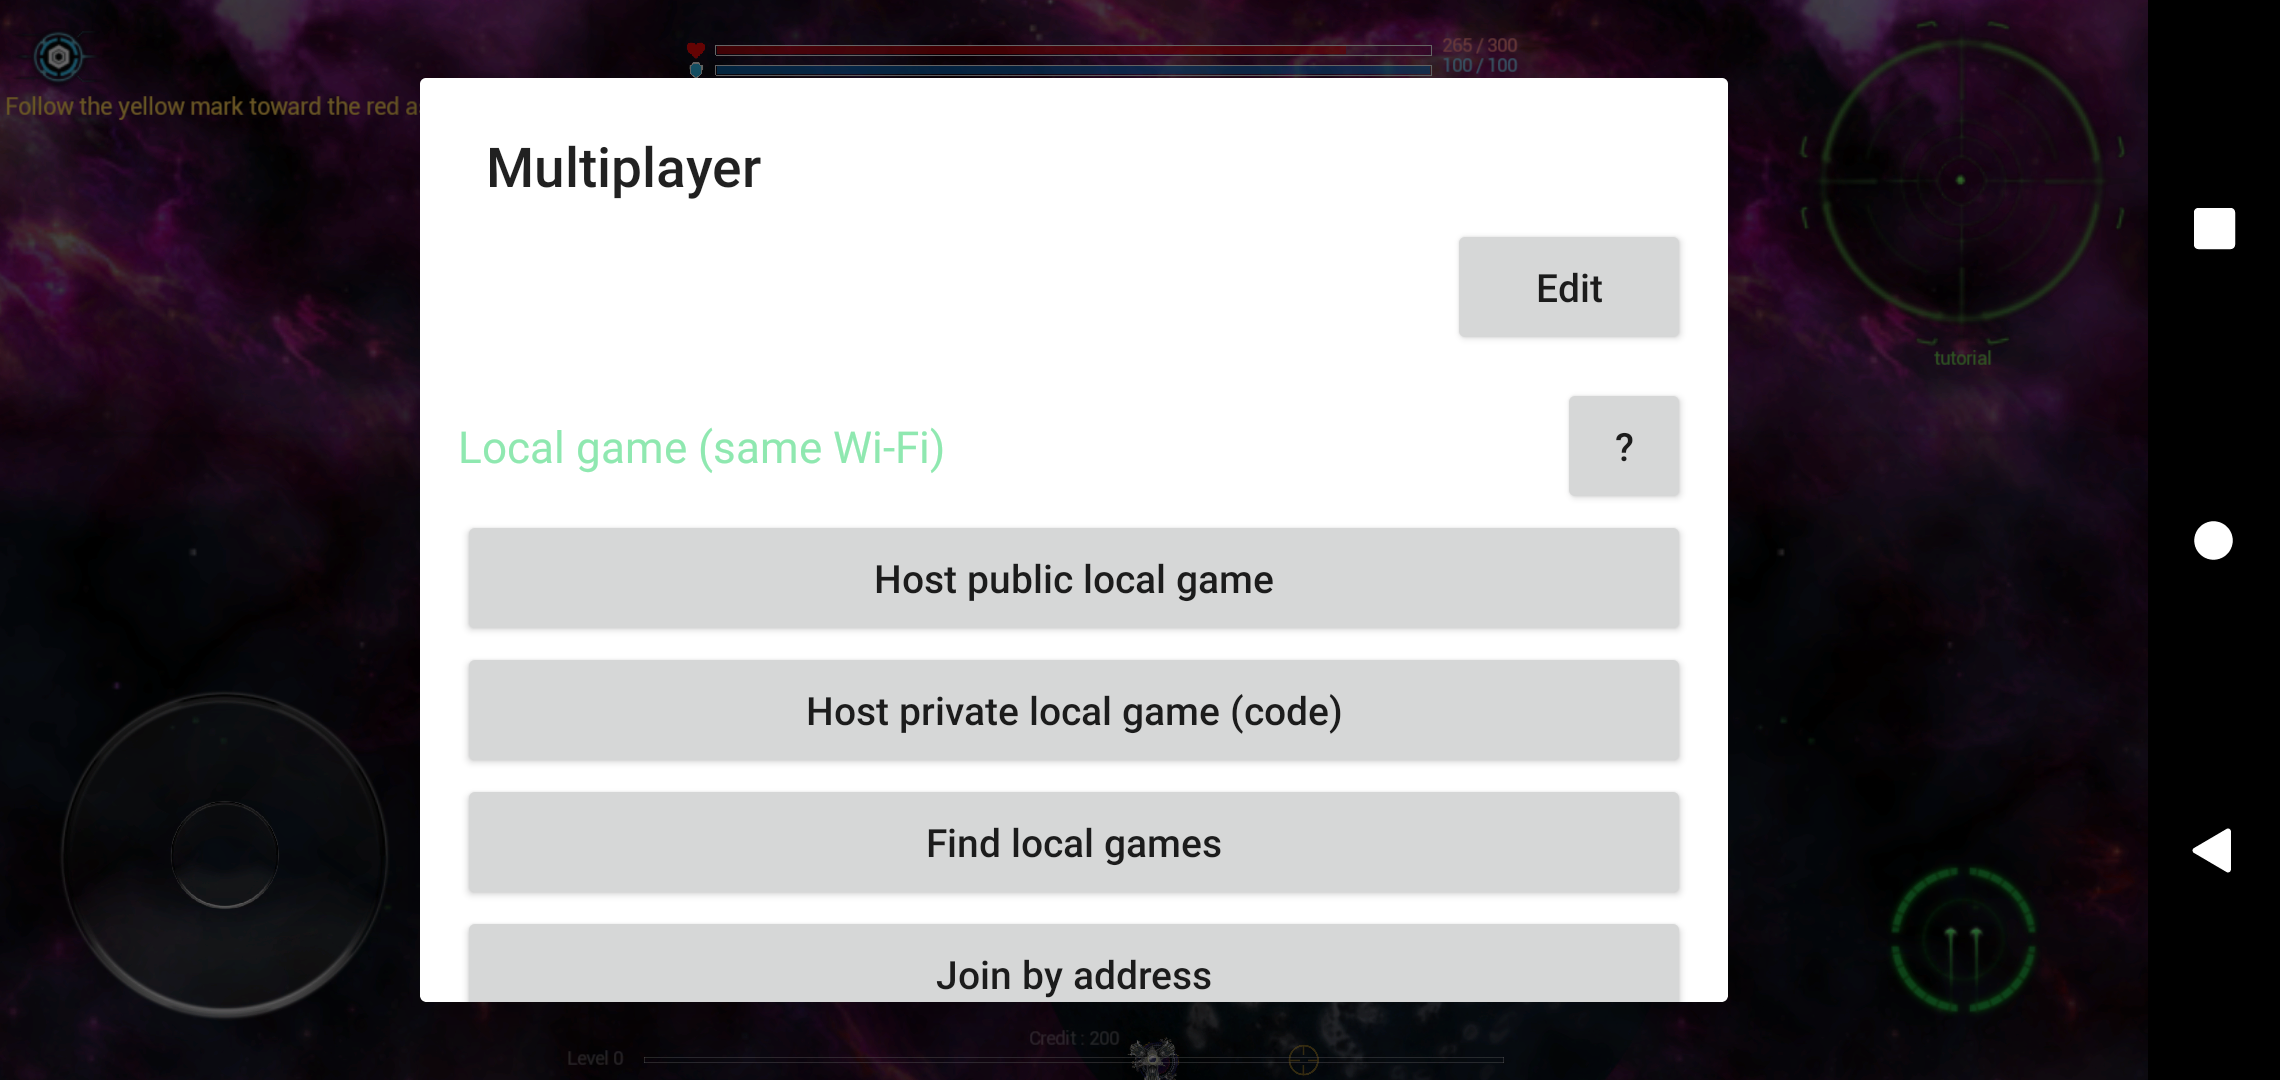 265 / 300
100 / 100
Follow the yellow mark toward the red a
Multiplayer
Edit
tutorial
Local game (same Wi-Fi)
?
Host public local game
Host private local game (code)
Find local games
Join by address
Credit : 200
Level 0